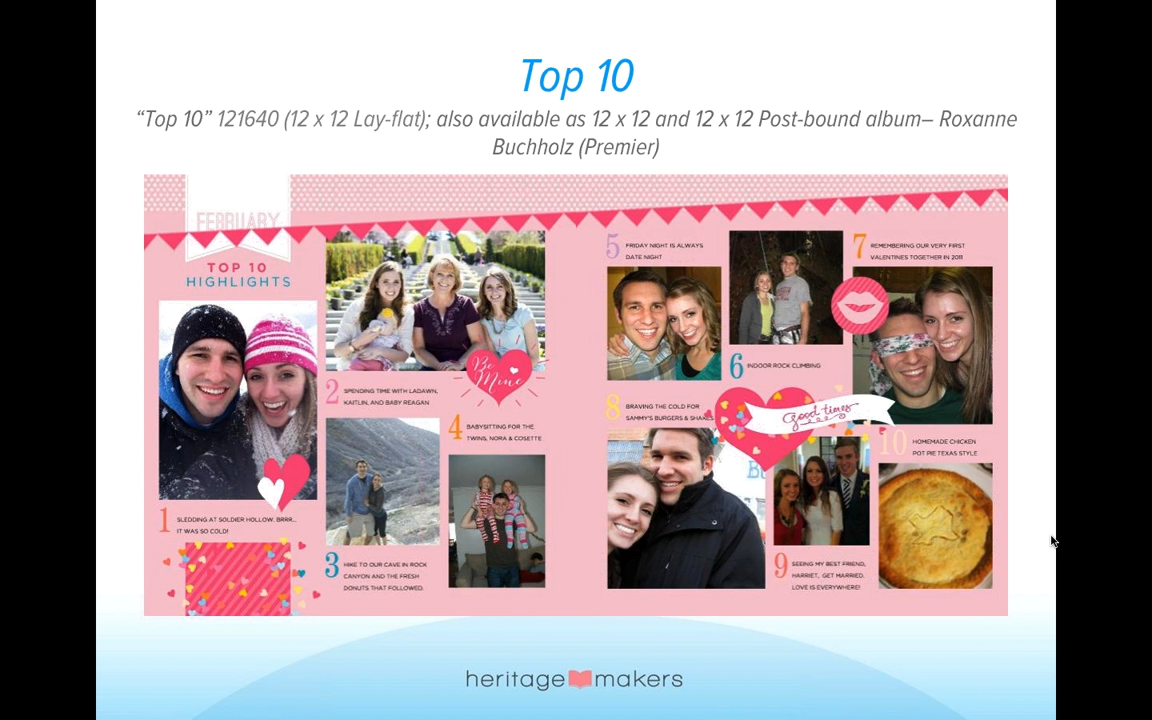 Top 10
“Top 10” 121640 (12 x 12 Lay-flat); also available as 12 x 12 and 12 x 12 Post-bound album– Roxanne
Buchholz (Premier)
FEBRUARY
TOP 10
HIGHLIGHTS
1 SLEDDING AT SOLDIER HOLLOW. BRRR...
IT WAS SO COLD!
2 SPENDING TIME WITH LADAWN,
KAITLIN, AND BABY REAGAN
Be
Mine
3 HIKE TO OUR CAVE IN ROCK
CANYON AND THE FRESH
DONUTS THAT FOLLOWED.
4 BABYSITTING FOR THE
TWINS, NORA & COSETTE
5 FRIDAY NIGHT IS ALWAYS
DATE NIGHT
6 INDOOR ROCK CLIMBING
7 REMEMBERING OUR VERY FIRST
VALENTINES TOGETHER IN 2011
8 BRAVING THE COLD FOR
SAMMY'S BURGERS & SHAKES
good times
9 SEEING MY BEST FRIEND,
HARRIET, GET MARRIED.
LOVE IS EVERYWHERE!
10 HOMEMADE CHICKEN
POT PIE TEXAS STYLE
heritage makers